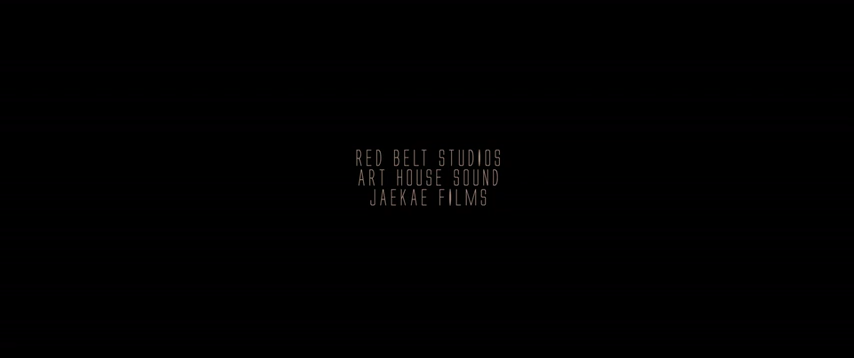 RED BELT STUDIOS
ART HOUSE SOUND
JAEKAE FILMS